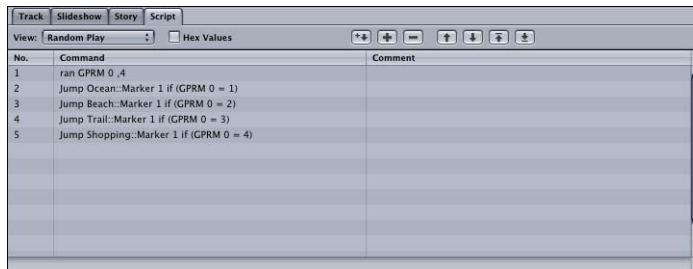 Track Slideshow Story Script
View: Random Play Hex Values
No. Command Comment
1 ran GPRM 0 ,4
2 Jump Ocean::Marker 1 if (GPRM 0 = 1)
3 Jump Beach::Marker 1 if (GPRM 0 = 2)
4 Jump Trail::Marker 1 if (GPRM 0 = 3)
5 Jump Shopping::Marker 1 if (GPRM 0 = 4)